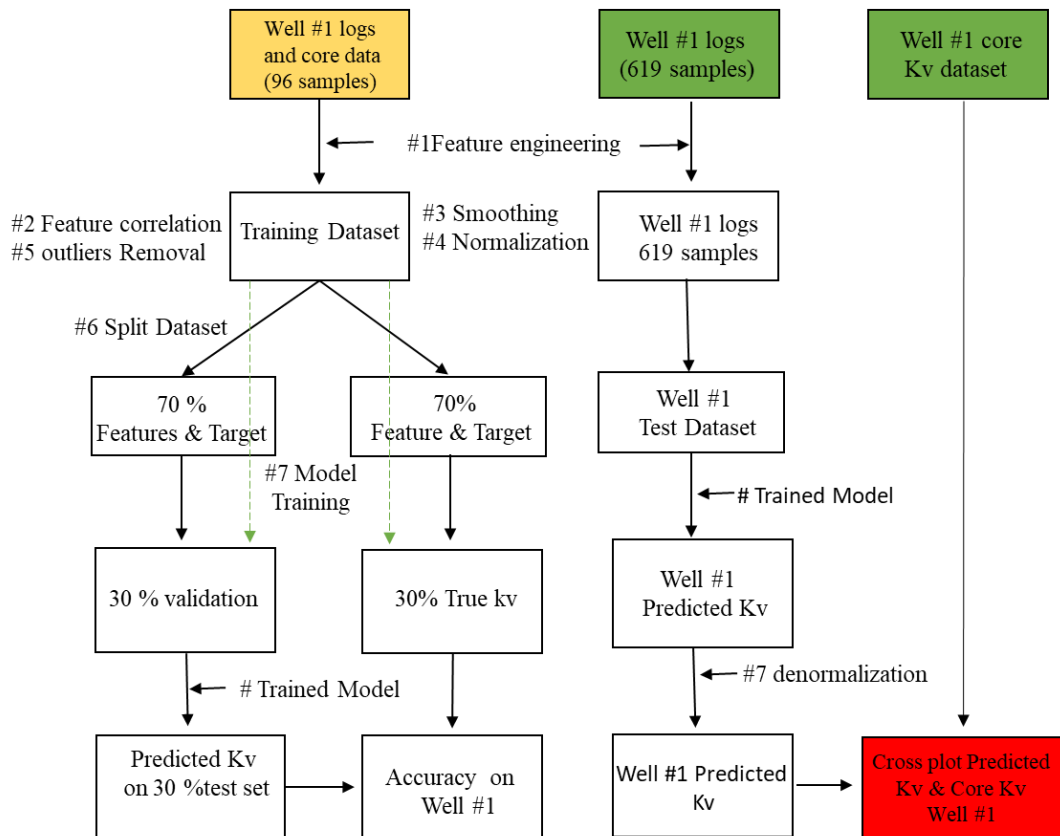 Well #1 logs
and core data
(96 samples)
Well #1 logs
(619 samples)
Well #1 core
Kv dataset
#1Feature engineering
#2 Feature correlation
#5 outliers Removal
Training Dataset
#3 Smoothing
#4 Normalization
Well #1 logs
619 samples
#6 Split Dataset
70 %
Features & Target
70%
Feature & Target
Well #1
Test Dataset
#7 Model
Training
# Trained Model
30 % validation
30% True kv
Well #1
Predicted Kv
# Trained Model
#7 denormalization
Predicted Kv
on 30 %test set
Accuracy on
Well #1
Well #1 Predicted
Kv
Cross plot Predicted
Kv & Core Kv
Well #1